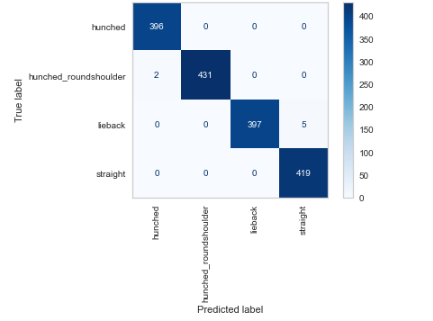 hunched 396 0 0 0
hunched_roundshoulder 2 431 0 0
lieback 0 0 397 5
straight 0 0 0 419
True label
hunched
hunched_roundshoulder
lieback
straight
Predicted label
400
350
300
250
200
150
100
50
0